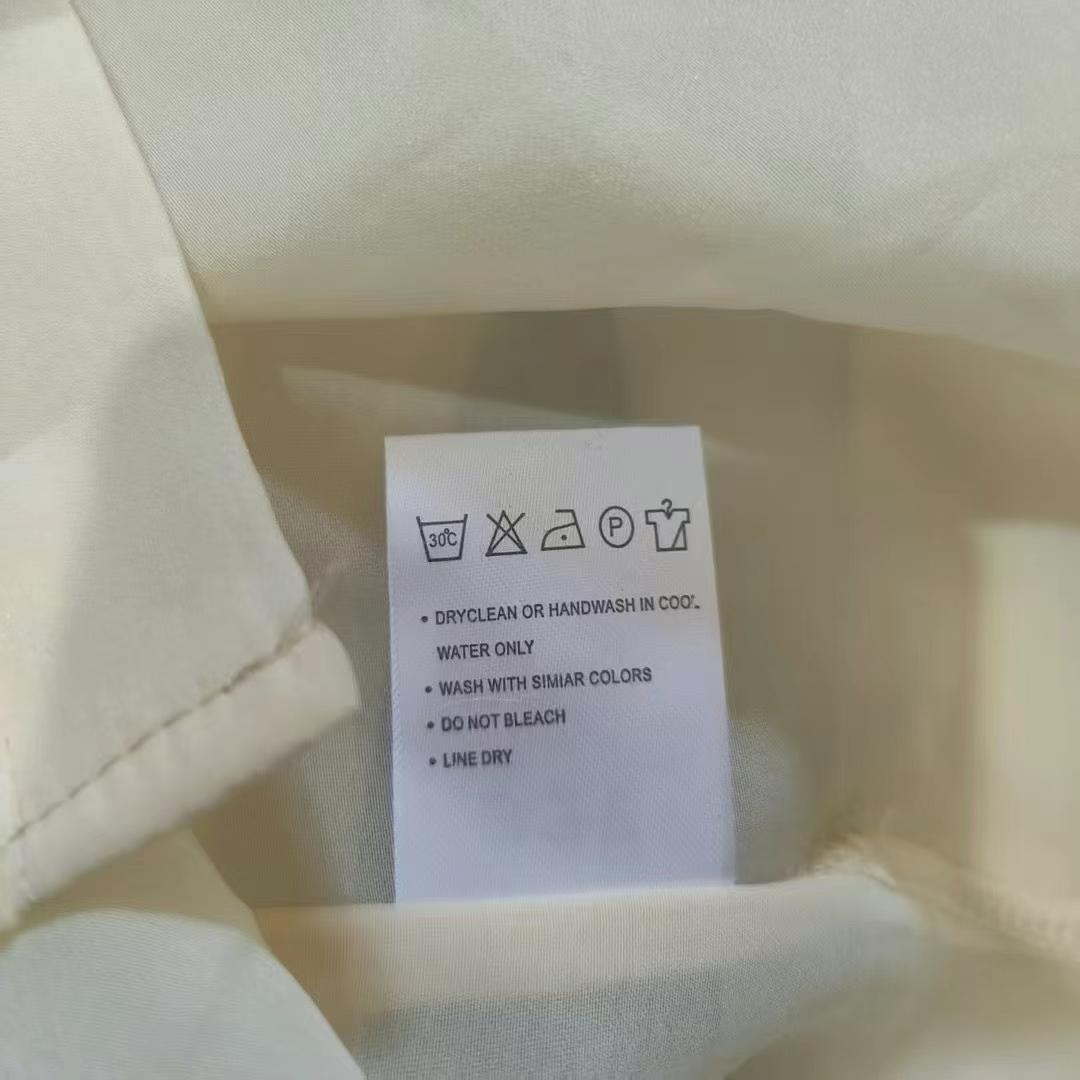 30°C P
• DRYCLEAN OR HANDWASH IN COOL
WATER ONLY
• WASH WITH SIMIAR COLORS
• DO NOT BLEACH
• LINE DRY